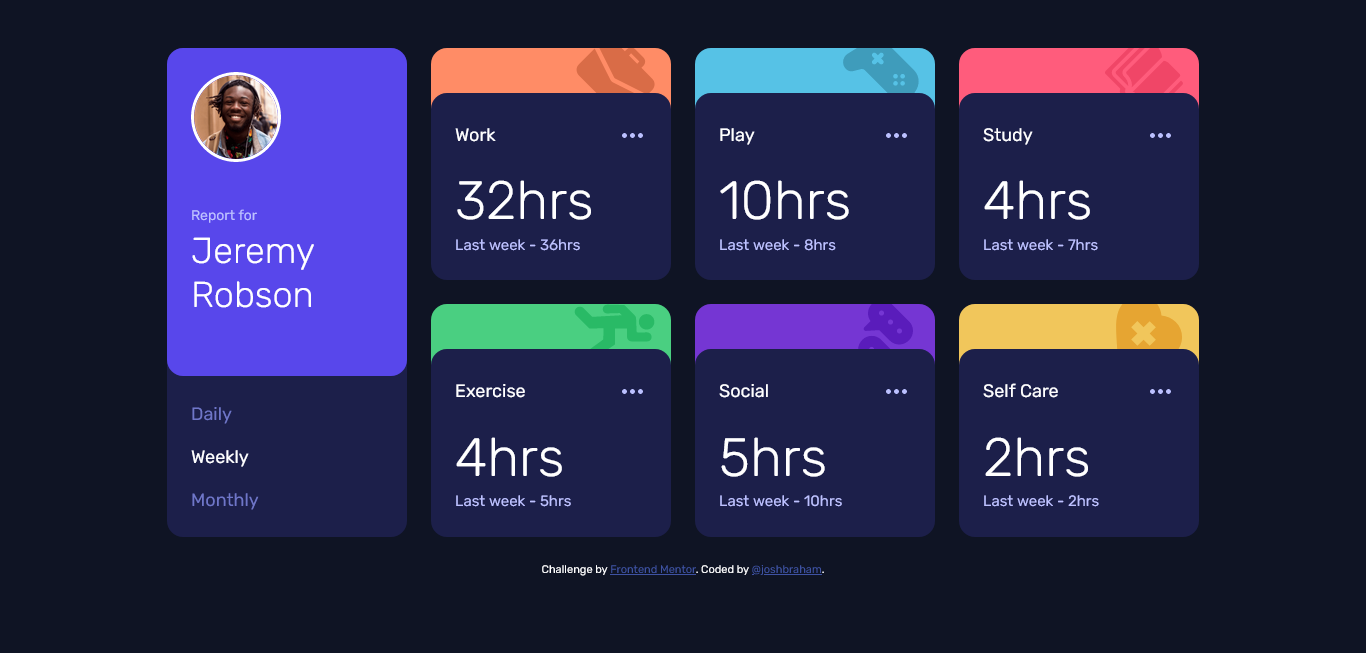 Report for
Jeremy
Robson
Daily
Weekly
Monthly
Work
32hrs
Last week - 36hrs
Play
10hrs
Last week - 8hrs
Study
4hrs
Last week - 7hrs
Exercise
4hrs
Last week - 5hrs
Social
5hrs
Last week - 10hrs
Self Care
2hrs
Last week - 2hrs
Challenge by Frontend Mentor. Coded by @joshbraham.